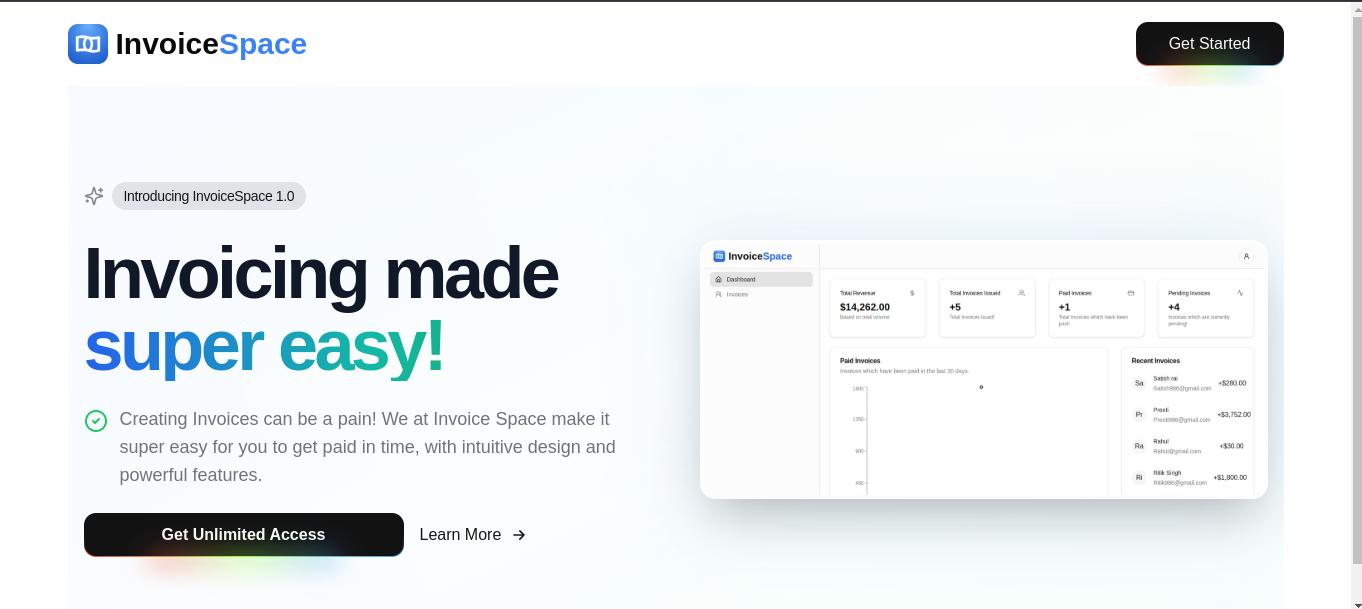 InvoiceSpace
Get Started
Introducing InvoiceSpace 1.0
Invoicing made
super easy!
Creating Invoices can be a pain! We at Invoice Space make it
super easy for you to get paid in time, with intuitive design and
powerful features.
Get Unlimited Access
Learn More
InvoiceSpace
Dashboard
Invoices
Total Revenue
$14,262.00
Based on total volume
Total Invoices Issued
+5
Total Invoices Issued!
Paid Invoices
+1
Total Invoices which have been
paid!
Pending Invoices
+4
Invoices which are currently
pending!
Paid Invoices
Invoices which have been paid in the last 30 days.
1800
1350
900
450
Recent Invoices
Sa
Satish rai
Satish986@gmail.com
+$280.00
Pr
Preeti
Preeti986@gmail.com
+$3,752.00
Ra
Rahul
Rahul@gmail.com
+$30.00
Ri
Ritik Singh
Ritik986@gmail.com
+$1,800.00